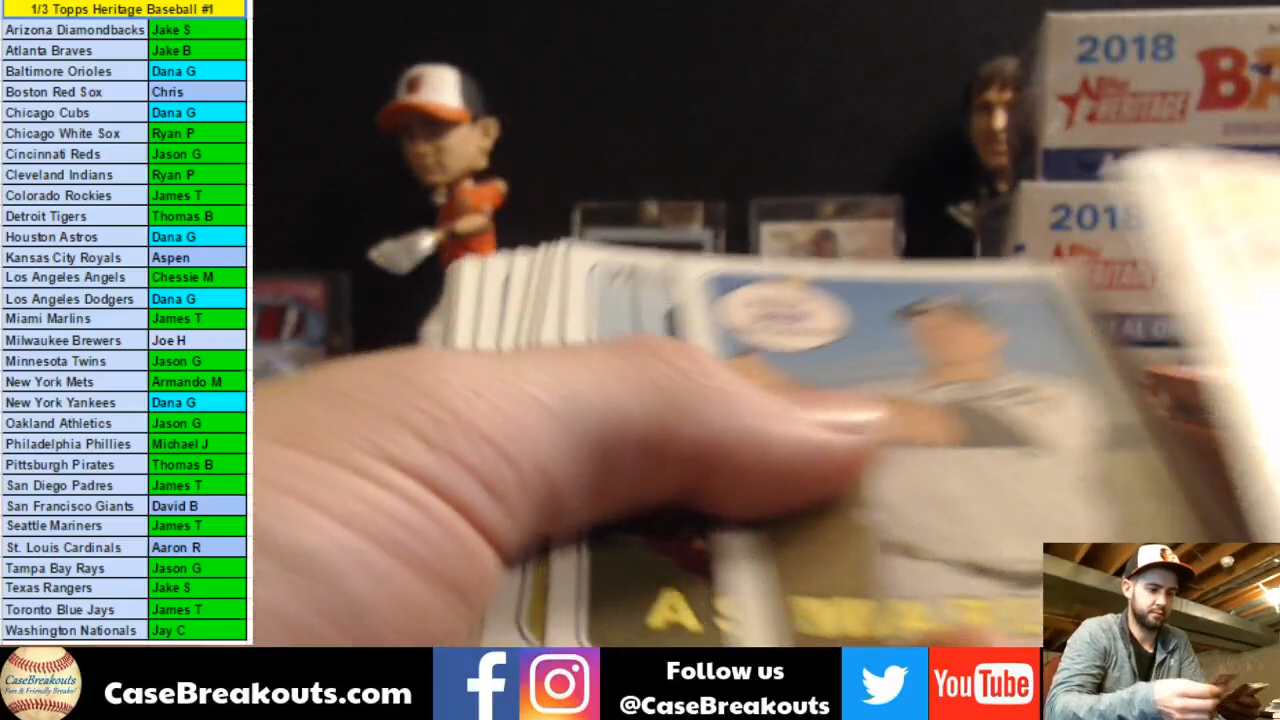 1/3 Topps Heritage Baseball #1
Arizona Diamondbacks Jake S
Atlanta Braves Jake B
Baltimore Orioles Dana G
Boston Red Sox Chris
Chicago Cubs Dana G
Chicago White Sox Ryan P
Cincinnati Reds Jason G
Cleveland Indians Ryan P
Colorado Rockies James T
Detroit Tigers Thomas B
Houston Astros Dana G
Kansas City Royals Aspen
Los Angeles Angels Chessie M
Los Angeles Dodgers Dana G
Miami Marlins James T
Milwaukee Brewers Joe H
Minnesota Twins Jason G
New York Mets Armando M
New York Yankees Dana G
Oakland Athletics Jason G
Philadelphia Phillies Michael J
Pittsburgh Pirates Thomas B
San Diego Padres James T
San Francisco Giants David B
Seattle Mariners James T
St. Louis Cardinals Aaron R
Tampa Bay Rays Jason G
Texas Rangers Jake S
Toronto Blue Jays James T
Washington Nationals Jay C
2018
Topps
HERITAGE
2018
CaseBreakouts
Fun & Friendly Breaks!
CaseBreakouts.com
Follow us
@CaseBreakouts
YouTube